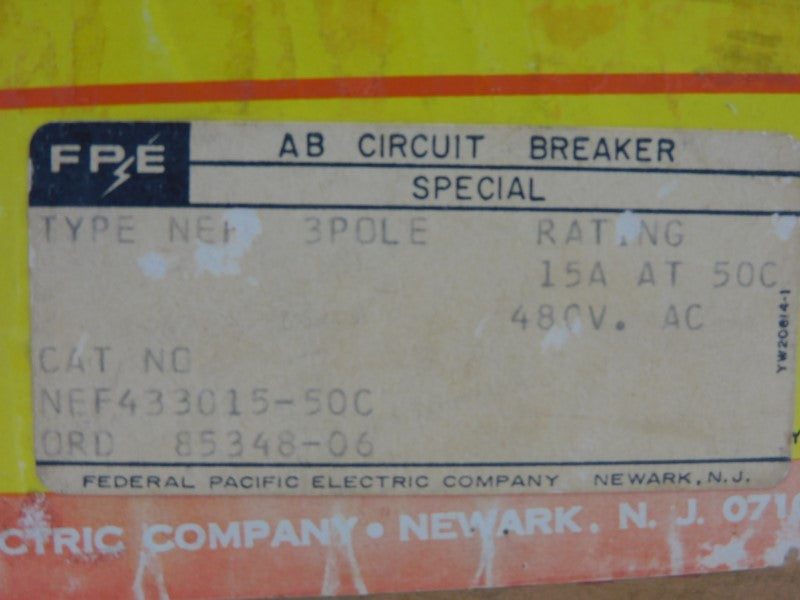 FPE
AB CIRCUIT BREAKER
SPECIAL
TYPE NEF 3POLE RATING
15A AT 50C
480V. AC
YW20814-1
CAT NO
NEF433015-50C
ORD 85348-06
FEDERAL PACIFIC ELECTRIC COMPANY NEWARK, N.J.
CTRIC COMPANY • NEWARK, N. J. 0710